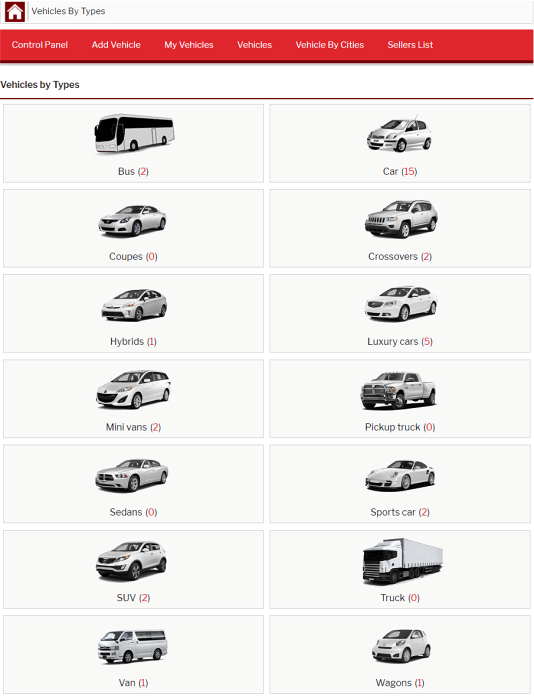 Vehicles By Types
Control Panel Add Vehicle My Vehicles Vehicles Vehicle By Cities Sellers List
Vehicles by Types
Bus (2) Car (15)
Coupes (0) Crossovers (2)
Hybrids (1) Luxury cars (5)
Mini vans (2) Pickup truck (0)
Sedans (0) Sports car (2)
SUV (2) Truck (0)
Van (1) Wagons (1)